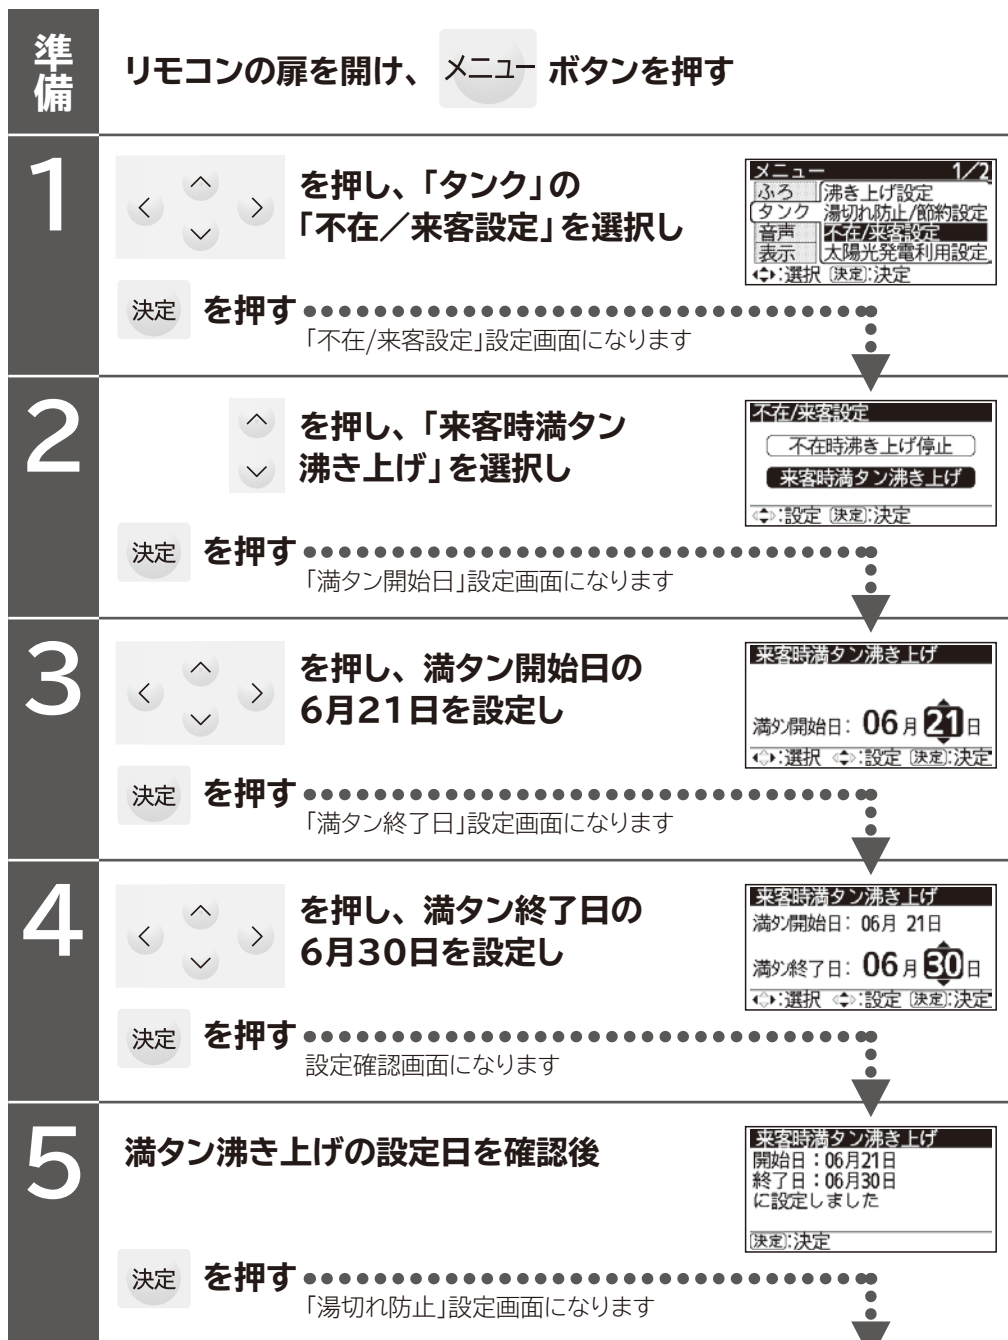 準備
リモコンの扉を開け、 メニュー ボタンを押す
1
を押し、「タンク」の
「不在／来客設定」を選択し
決定 を押す
「不在/来客設定」設定画面になります
メニュー 1/2
ふろ 沸き上げ設定
タンク 湯切れ防止/節約設定
音声 不在/来客設定
表示 太陽光発電利用設定
:選択 決定:決定
2
を押し、「来客時満タン
沸き上げ」を選択し
決定 を押す
「満タン開始日」設定画面になります
不在/来客設定
不在時沸き上げ停止
来客時満タン沸き上げ
:設定 決定:決定
3
を押し、満タン開始日の
6月21日を設定し
決定 を押す
「満タン終了日」設定画面になります
来客時満タン沸き上げ
満タン開始日: 06月21日
:選択 :設定 決定:決定
4
を押し、満タン終了日の
6月30日を設定し
決定 を押す
設定確認画面になります
来客時満タン沸き上げ
満タン開始日: 06月 21日
満タン終了日: 06月30日
:選択 :設定 決定:決定
5
満タン沸き上げの設定日を確認後
決定 を押す
「湯切れ防止」設定画面になります
来客時満タン沸き上げ
開始日：06月21日
終了日：06月30日
に設定しました
決定:決定